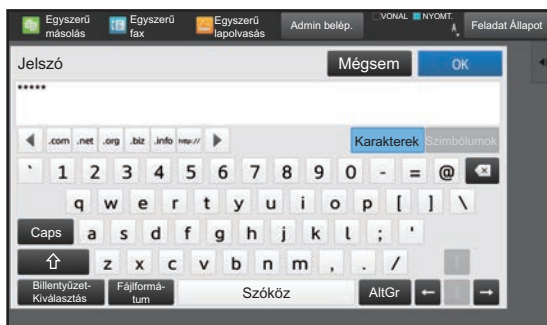 Egyszerű másolás
Egyszerű fax
Egyszerű lapolvasás
Admin belép.
VONAL NYOMT.
Feladat Állapot
Jelszó
Mégsem
OK
*****
.com .net .org .biz .info http://
Karakterek Szimbólumok
` 1 2 3 4 5 6 7 8 9 0 - = @
q w e r t y u i o p [ ] \
Caps a s d f g h j k l ; '
z x c v b n m , . /
Billentyűzet-
Kiválasztás
Fájlformá-
tum
Szóköz
AltGr